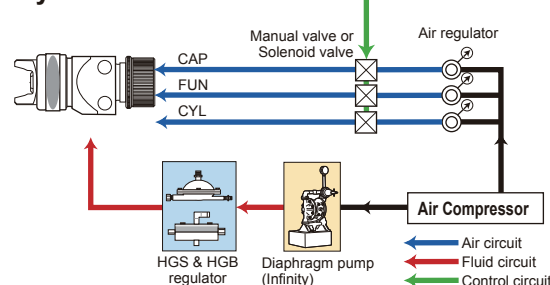 Manual valve or
Solenoid valve
Air regulator
CAP
FUN
CYL
Air Compressor
HGS & HGB
regulator
Diaphragm pump
(Infinity)
Air circuit
Fluid circuit
Control circuit